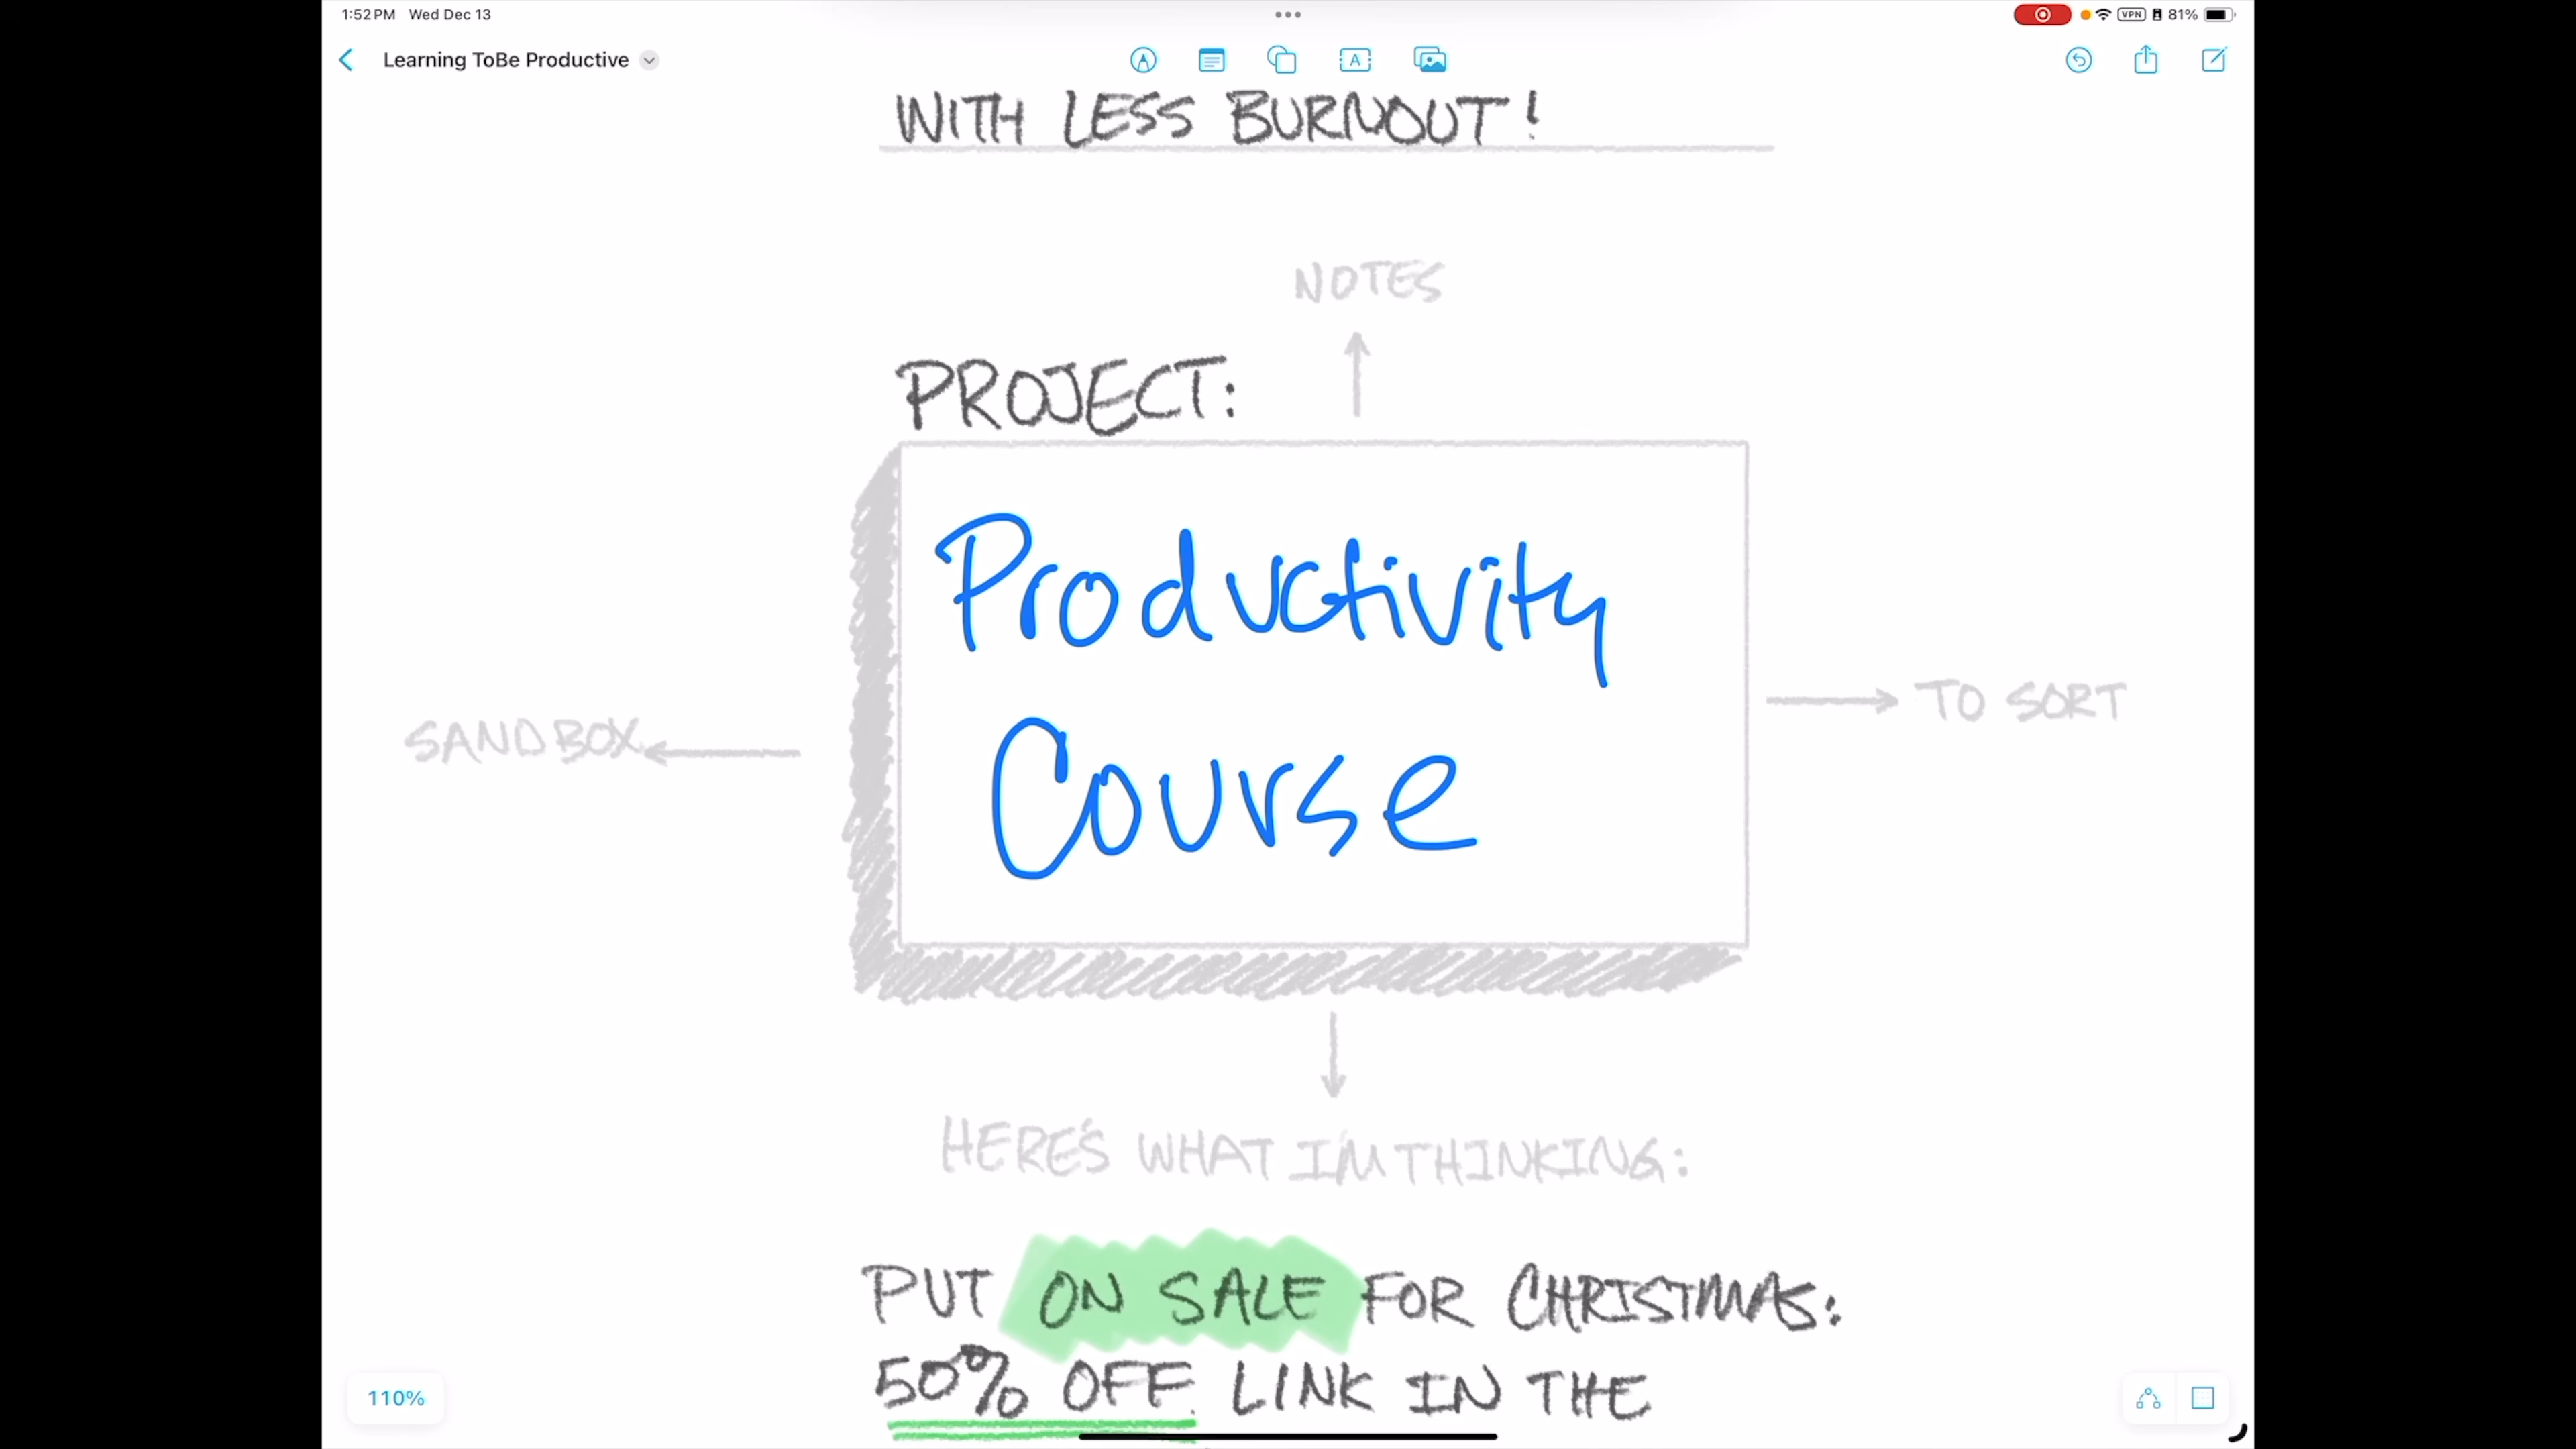 1:52 PM Wed Dec 13
VPN 81%
Learning ToBe Productive
A
WITH LESS BURNOUT!
NOTES
PROJECT:
Productivity
Course
SANDBOX
TO SORT
HERE'S WHAT I'M THINKING:
PUT ON SALE FOR CHRISTMAS:
50% OFF. LINK IN THE
110%